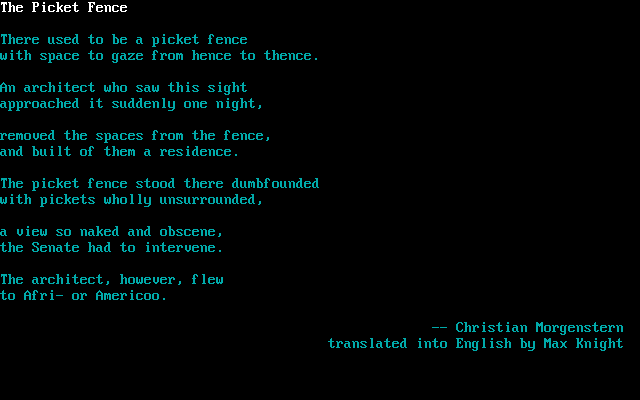 The Picket Fence
There used to be a picket fence
with space to gaze from hence to thence.
An architect who saw this sight
approached it suddenly one night,
removed the spaces from the fence,
and built of them a residence.
The picket fence stood there dumbfounded
with pickets wholly unsurrounded,
a view so naked and obscene,
the Senate had to intervene.
The architect, however, flew
to Afri- or Americoo.
-- Christian Morgenstern
translated into English by Max Knight